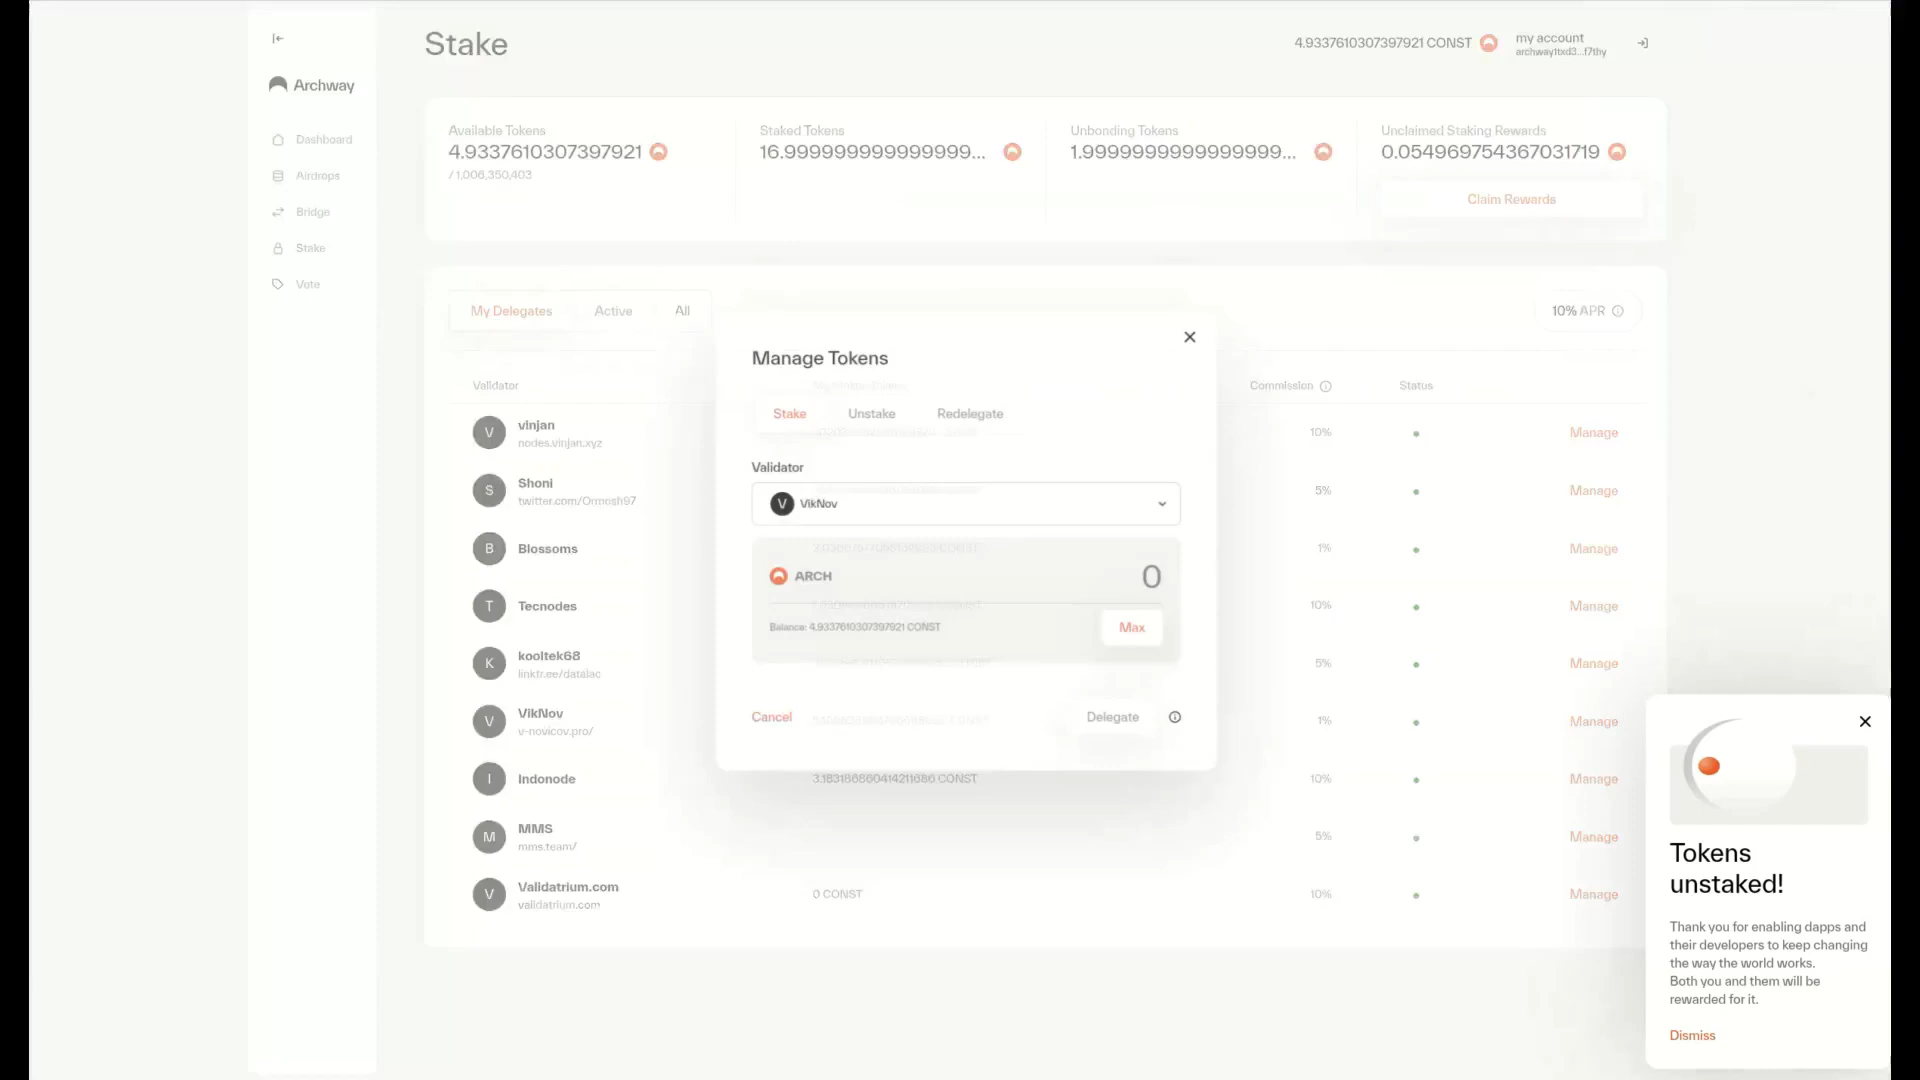 Stake
4.9337610307397921 CONST
my account
archway1txd3...f7thy
Archway
Dashboard
Airdrops
Bridge
Stake
Vote
Available Tokens
4.9337610307397921
/ 1,006,350,403
Staked Tokens
16.999999999999999...
Unbonding Tokens
1.9999999999999999...
Unclaimed Staking Rewards
0.054969754367031719
Claim Rewards
My Delegates
Active
All
10% APR
Validator
Commission
Status
V
vinjan
nodes.vinjan.xyz
10%
Manage
S
Shoni
twitter.com/Ormosh97
5%
Manage
B
Blossoms
1%
Manage
T
Tecnodes
10%
Manage
K
kooltek68
linktr.ee/datalac
5%
Manage
V
VikNov
v-novicov.pro/
1%
Manage
I
Indonode
3.183186860414211686 CONST
10%
Manage
M
MMS
mms.team/
5%
Manage
V
Validatrium.com
validatrium.com
0 CONST
10%
Manage
Manage Tokens
Stake
Unstake
Redelegate
Validator
V
VikNov
ARCH
0
Balance: 4.9337610307397921 CONST
Max
Cancel
Delegate
Tokens
unstaked!
Thank you for enabling dapps and
their developers to keep changing
the way the world works.
Both you and them will be
rewarded for it.
Dismiss